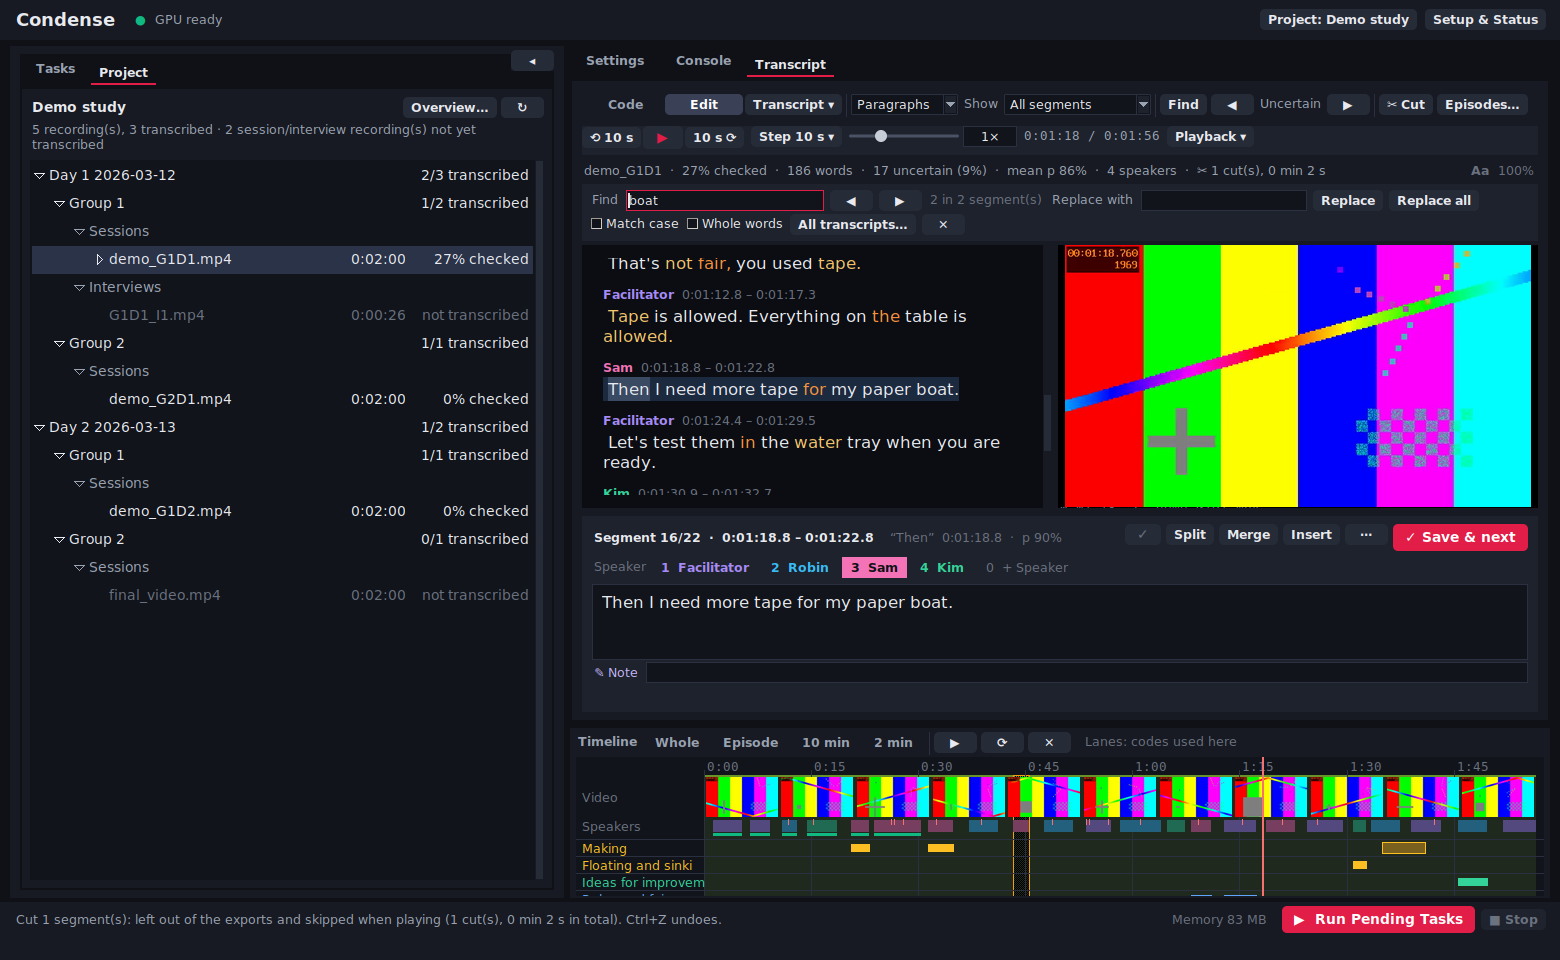 Condense
GPU ready
Project: Demo study
Setup & Status
Tasks
Project
Demo study
Overview...
5 recording(s), 3 transcribed · 2 session/interview recording(s) not yet
transcribed
Day 1 2026-03-12 2/3 transcribed
Group 1 1/2 transcribed
Sessions
demo_G1D1.mp4 0:02:00 27% checked
Interviews
G1D1_I1.mp4 0:00:26 not transcribed
Group 2 1/1 transcribed
Sessions
demo_G2D1.mp4 0:02:00 0% checked
Day 2 2026-03-13 1/2 transcribed
Group 1 1/1 transcribed
Sessions
demo_G1D2.mp4 0:02:00 0% checked
Group 2 0/1 transcribed
Sessions
final_video.mp4 0:02:00 not transcribed
Settings
Console
Transcript
Code
Edit
Transcript ▾
Paragraphs
Show
All segments
Find
◀
Uncertain
▶
✂ Cut
Episodes...
⟲ 10 s
▶
10 s ⟳
Step 10 s ▾
1×
0:01:18 / 0:01:56
Playback ▾
demo_G1D1 · 27% checked · 186 words · 17 uncertain (9%) · mean p 86% · 4 speakers · ✂ 1 cut(s), 0 min 2 s
Aa 100%
Find
boat
◀
▶
2 in 2 segment(s)
Replace with
Replace
Replace all
Match case
Whole words
All transcripts...
✕
That's not fair, you used tape.
Facilitator 0:01:12.8 – 0:01:17.3
Tape is allowed. Everything on the table is
allowed.
Sam 0:01:18.8 – 0:01:22.8
Then I need more tape for my paper boat.
Facilitator 0:01:24.4 – 0:01:29.5
Let's test them in the water tray when you are
ready.
Kim 0:01:30.9 – 0:01:32.7
00:01:18.760
1969
Segment 16/22 · 0:01:18.8 – 0:01:22.8
“Then” 0:01:18.8 · p 90%
✓
Split
Merge
Insert
...
✓ Save & next
Speaker
1 Facilitator
2 Robin
3 Sam
4 Kim
0 + Speaker
Then I need more tape for my paper boat.
✎ Note
Timeline
Whole
Episode
10 min
2 min
▶
⟳
✕
Lanes: codes used here
0:00 0:15 0:30 0:45 1:00 1:15 1:30 1:45
Video
Speakers
Making
Floating and sinki
Ideas for improvem
Cut 1 segment(s): left out of the exports and skipped when playing (1 cut(s), 0 min 2 s in total). Ctrl+Z undoes.
Memory 83 MB
▶ Run Pending Tasks
■ Stop